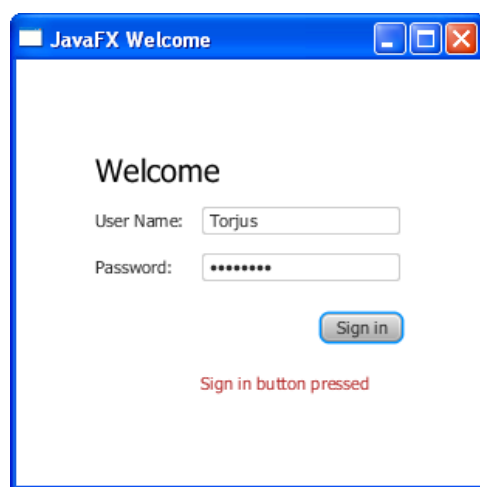 JavaFX Welcome
Welcome
User Name: Torjus
Password: ••••••••
Sign in
Sign in button pressed